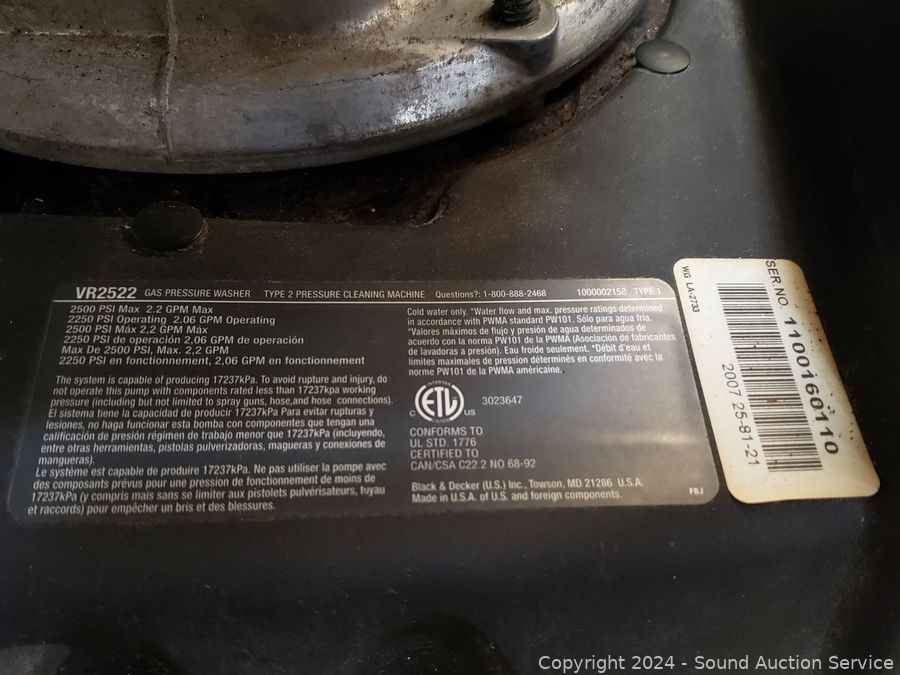 VR2522 GAS PRESSURE WASHER TYPE 2 PRESSURE CLEANING MACHINE Questions?: 1-800-888-2468 1000002158 TYPE 1
2500 PSI Max 2.2 GPM Max
2250 PSI Operating 2.06 GPM Operating
2500 PSI Máx 2,2 GPM Máx
2250 PSI de operación 2,06 GPM de operación
Max De 2500 PSI, Max. 2,2 GPM
2250 PSI en fonctionnement, 2,06 GPM en fonctionnement
The system is capable of producing 17237kPa. To avoid rupture and injury, do
not operate this pump with components rated less than 17237kpa working
pressure (including but not limited to spray guns, hose,and hose connections).
El sistema tiene la capacidad de producir 17237kPa Para evitar rupturas y
lesiones, no haga funcionar esta bomba con componentes que tengan una
calificación de presión régimen de trabajo menor que 17237kPa (incluyendo,
entre otras herramientas, pistolas pulverizadoras, magueras y conexiones de
mangueras).
Le système est capable de produire 17237kPa. Ne pas utiliser la pompe avec
des composants prévus pour une pression de fonctionnement de moins de
17237kPa (y compris mais sans se limiter aux pistolets pulvérisateurs, tuyau
et raccords) pour empêcher un bris et des blessures.
Cold water only. *Water flow and max. pressure ratings determined
in accordance with PWMA standard PW101. Sólo para agua fria.
*Valores máximos de flujo y presión de agua determinados de
acuerdo con la norma PW101 de la PWMA (Asociación de fabricantes
de lavadoras a presión). Eau froide seulement. *Débit d'eau et
limites maximales de pression déterminés en conformité avec la
norme PW101 de la PWMA américaine.
INTERTEK
ETL
C US
3023647
CONFORMS TO
UL STD. 1776
CERTIFIED TO
CAN/CSA C22.2 NO.68-92
Black & Decker (U.S.) Inc., Towson, MD 21286 U.S.A.
Made in U.S.A. of U.S. and foreign components.
FBJ
WG LA-2733
SER NO. 1100160110
2007 25-81-21
Copyright 2024 - Sound Auction Service